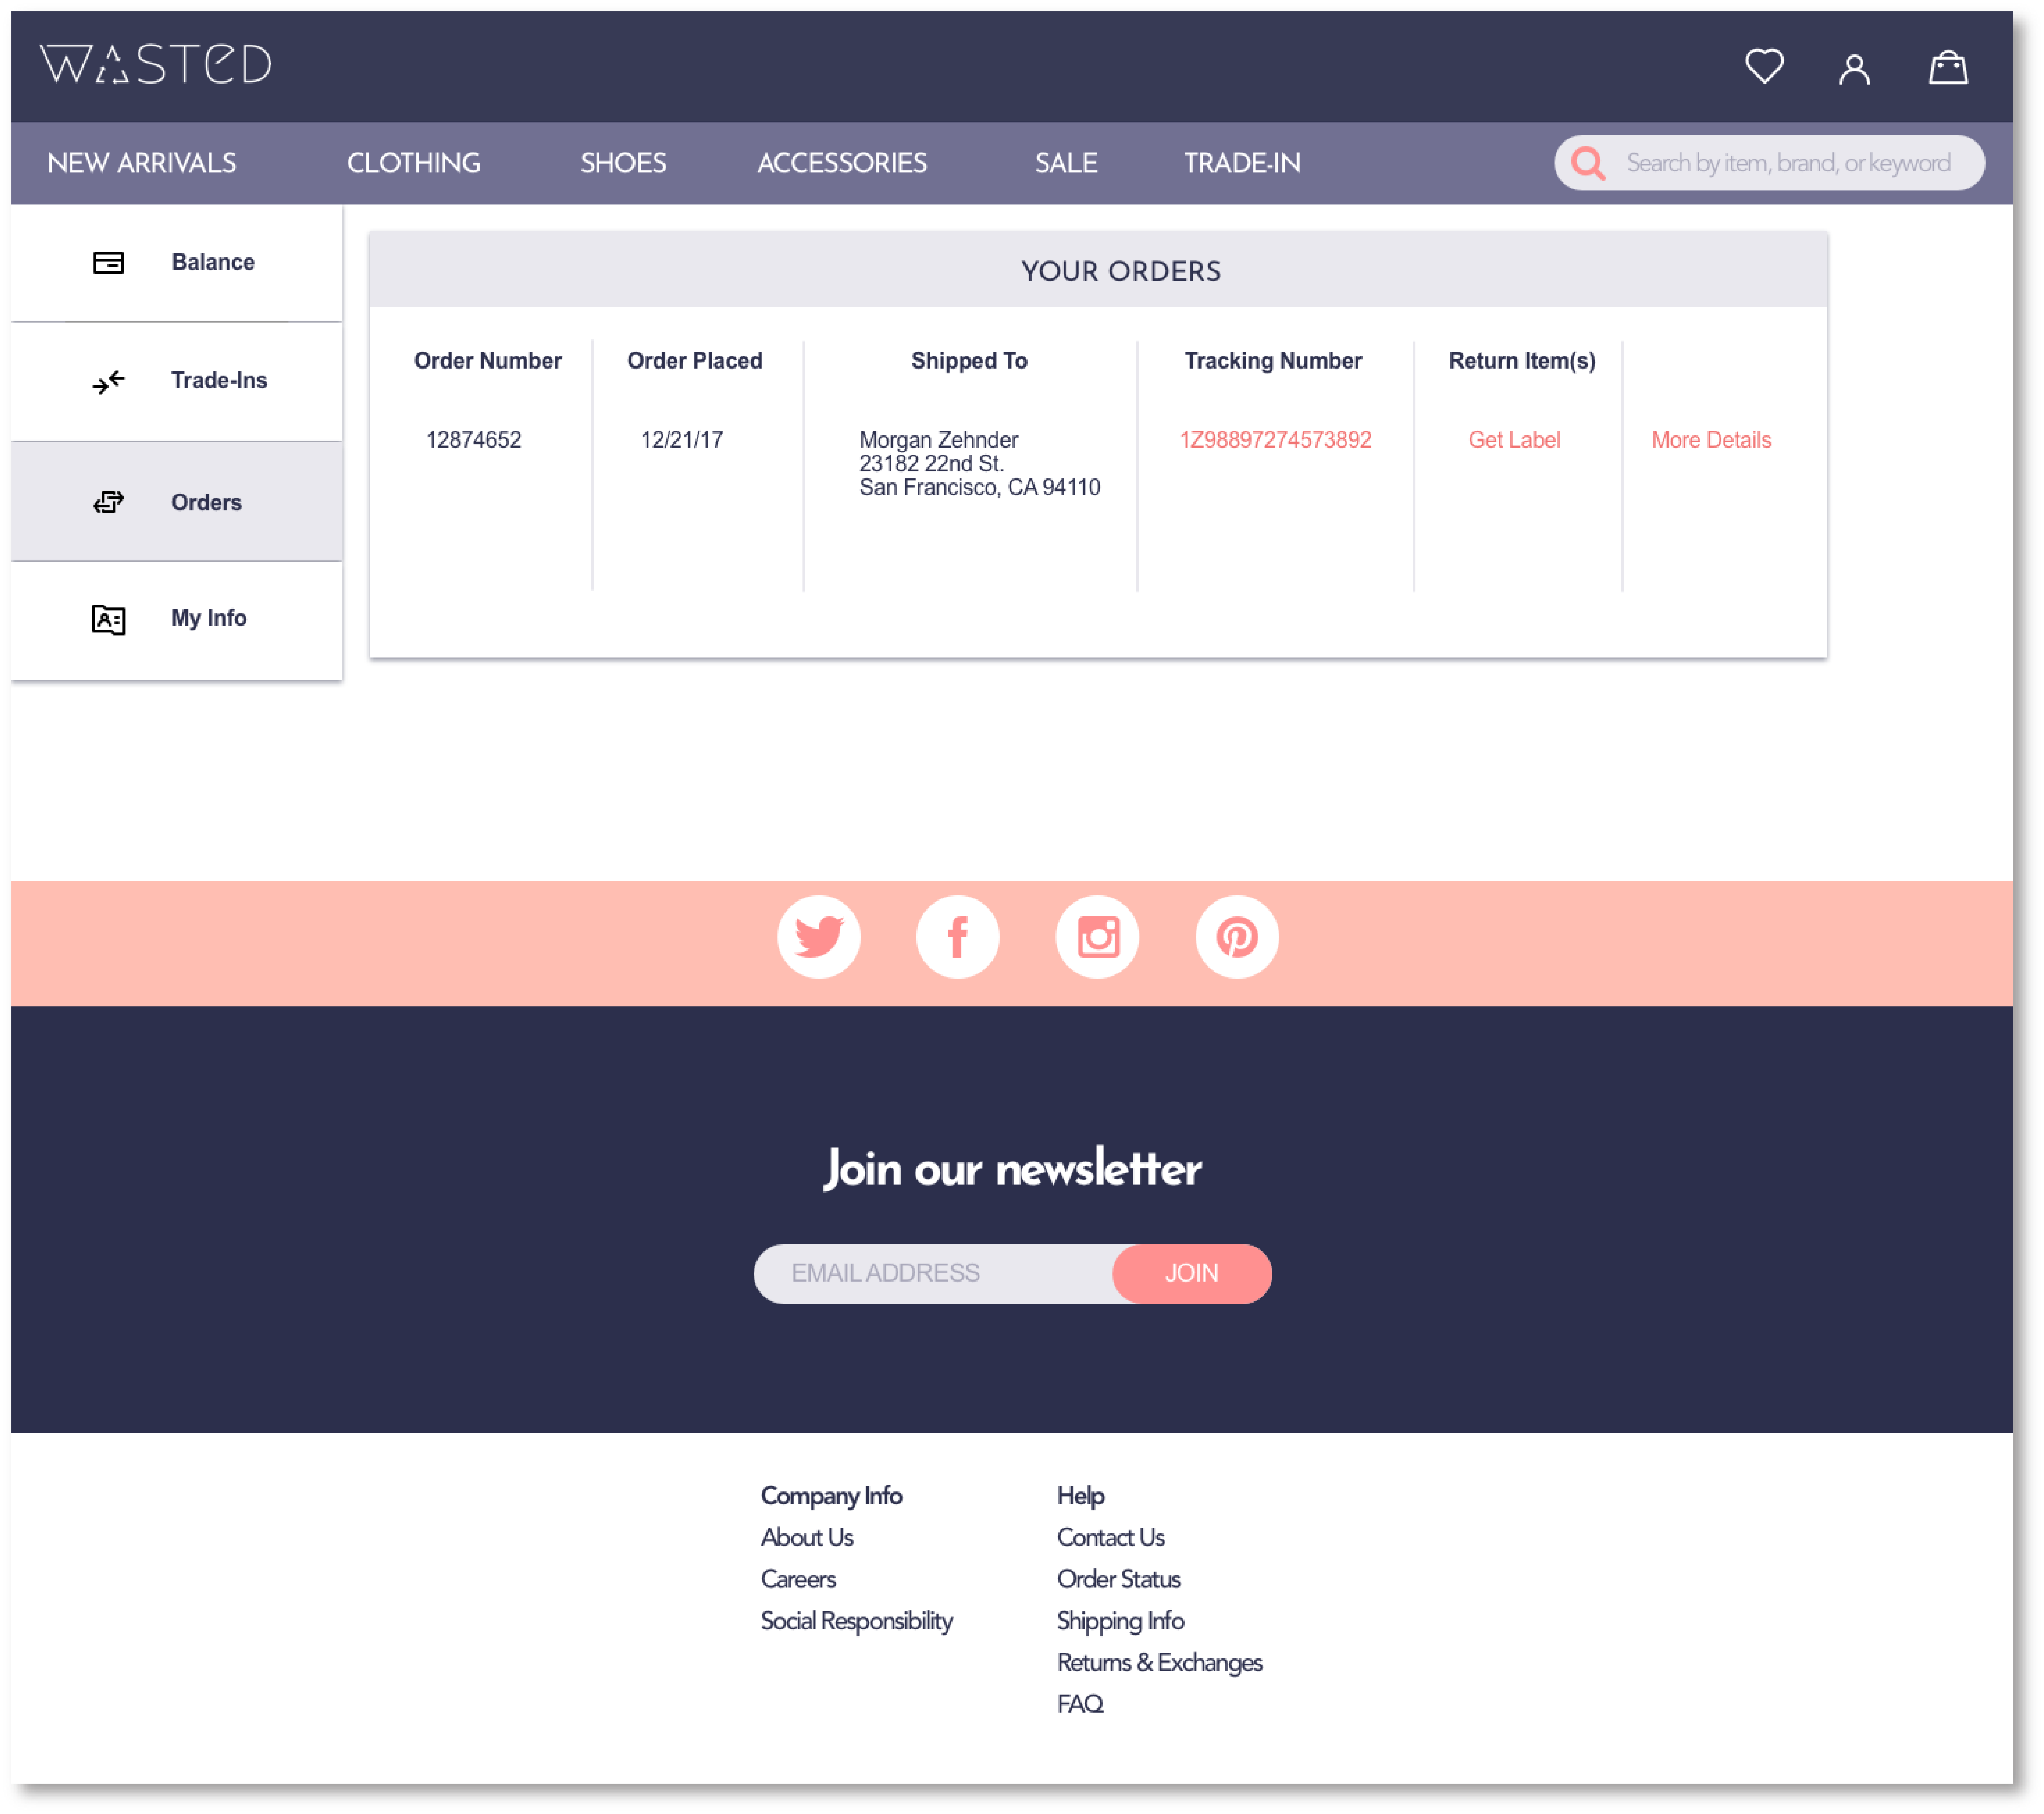 WASTeD
NEW ARRIVALS CLOTHING SHOES ACCESSORIES SALE TRADE-IN Search by item, brand, or keyword
Balance
Trade-Ins
Orders
My Info
YOUR ORDERS
Order Number Order Placed Shipped To Tracking Number Return Item(s)
12874652 12/21/17 Morgan Zehnder 1Z98897274573892 Get Label More Details
23182 22nd St.
San Francisco, CA 94110
Join our newsletter
EMAIL ADDRESS JOIN
Company Info
About Us
Careers
Social Responsibility
Help
Contact Us
Order Status
Shipping Info
Returns & Exchanges
FAQ